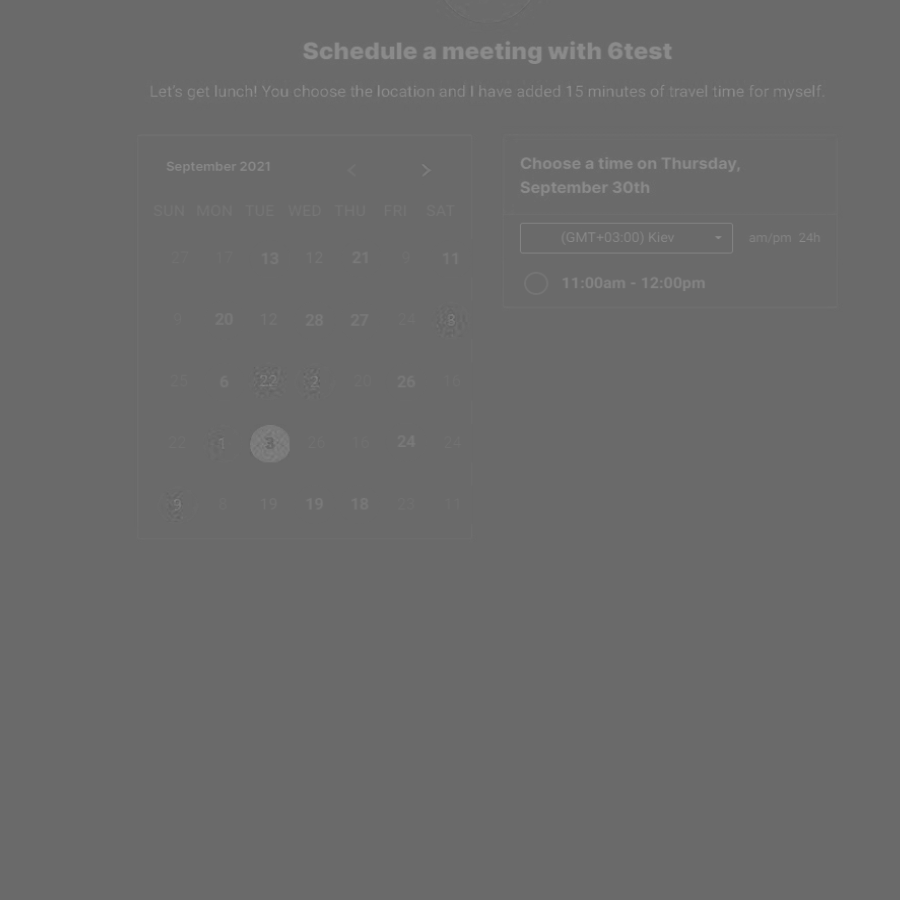 Schedule a meeting with 6test
Let's get lunch! You choose the location and I have added 15 minutes of travel time for myself.
September 2021
SUN MON TUE WED THU FRI SAT
27 17 13 12 21 9 11
9 20 12 28 27 24 8
25 6 22 2 20 26 16
22 1 3 25 16 24 24
9 8 19 19 18 23 17
Choose a time on Thursday,
September 30th
(GMT+03:00) Kiev
am/pm 24h
11:00am - 12:00pm